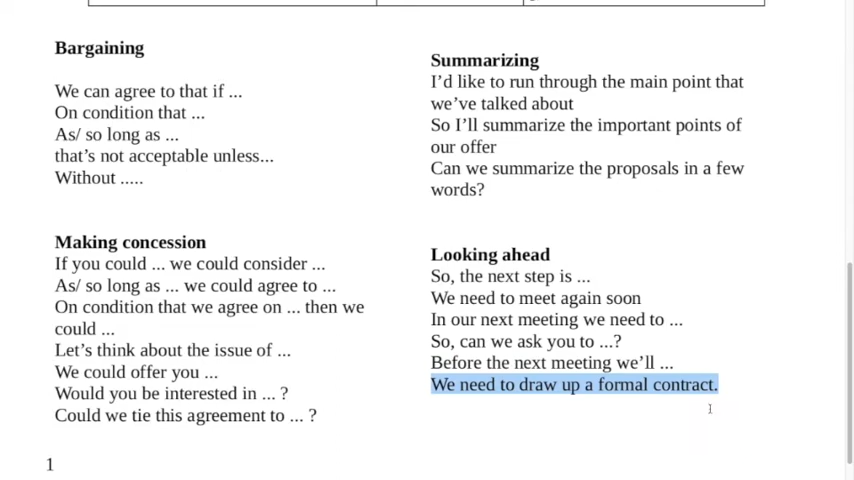 Bargaining
We can agree to that if ...
On condition that ...
As/ so long as ...
that's not acceptable unless...
Without .....
Making concession
If you could ... we could consider ...
As/ so long as ... we could agree to ...
On condition that we agree on ... then we
could ...
Let's think about the issue of ...
We could offer you ...
Would you be interested in ... ?
Could we tie this agreement to ... ?
Summarizing
I'd like to run through the main point that
we've talked about
So I'll summarize the important points of
our offer
Can we summarize the proposals in a few
words?
Looking ahead
So, the next step is ...
We need to meet again soon
In our next meeting we need to ...
So, can we ask you to ...?
Before the next meeting we'll ...
We need to draw up a formal contract.
1